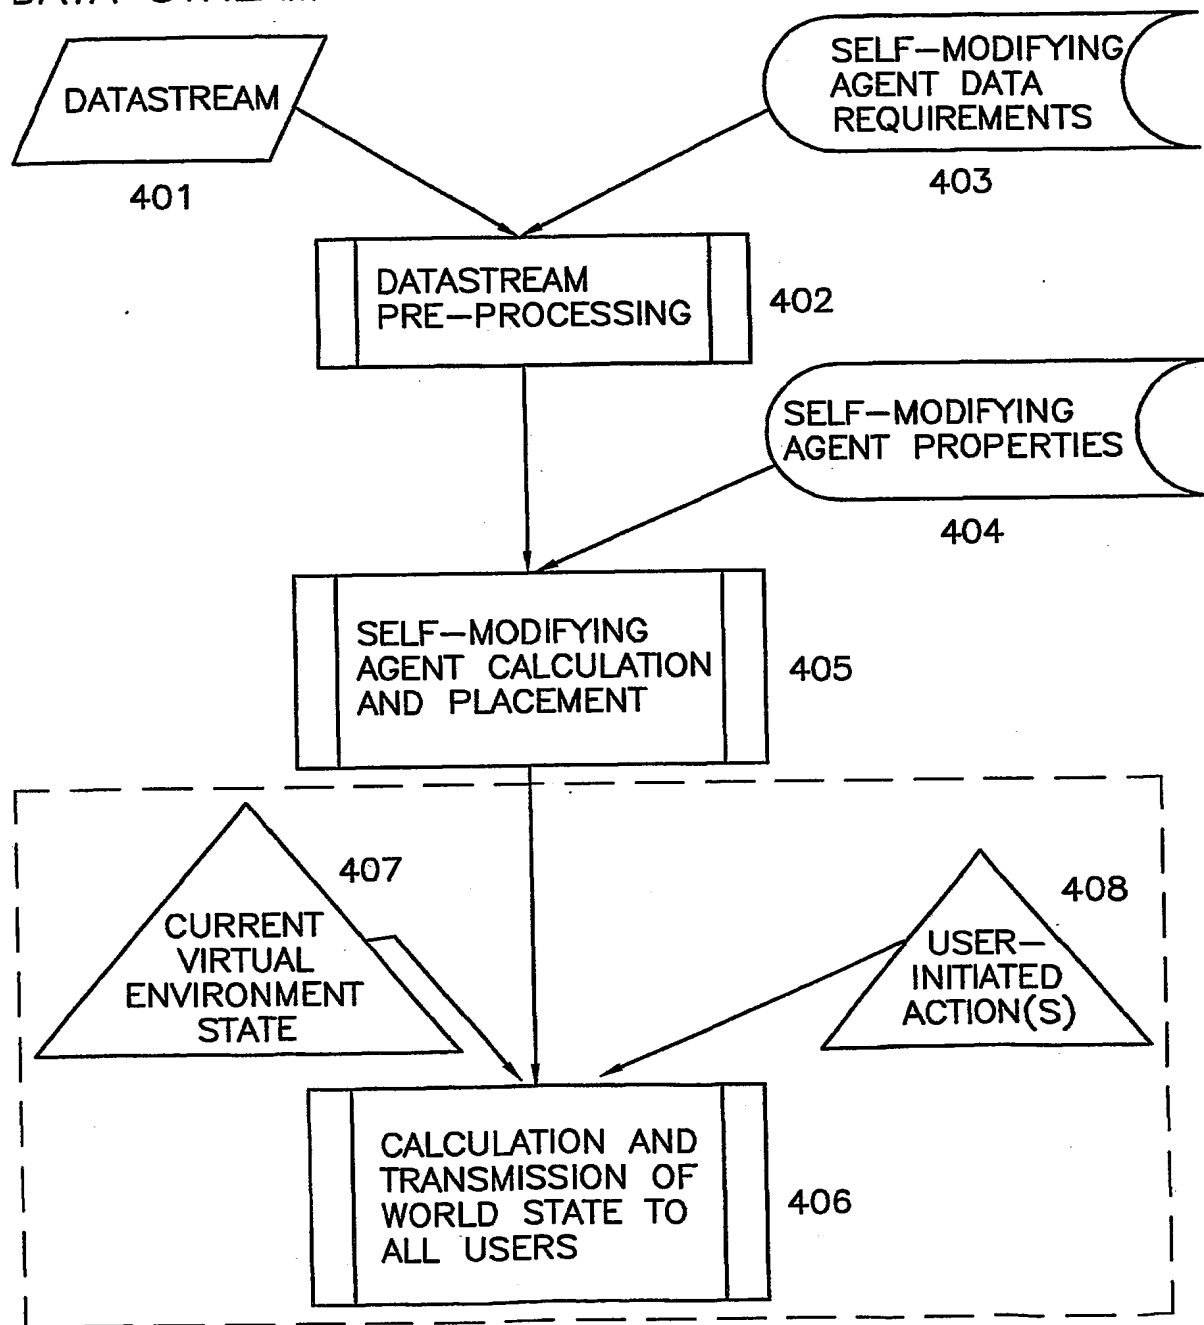 DATA STREAM
DATASTREAM
401
SELF-MODIFYING
AGENT DATA
REQUIREMENTS
403
DATASTREAM
PRE-PROCESSING
402
SELF-MODIFYING
AGENT PROPERTIES
404
SELF-MODIFYING
AGENT CALCULATION
AND PLACEMENT
405
407
CURRENT
VIRTUAL
ENVIRONMENT
STATE
408
USER-
INITIATED
ACTION(S)
CALCULATION AND
TRANSMISSION OF
WORLD STATE TO
ALL USERS
406